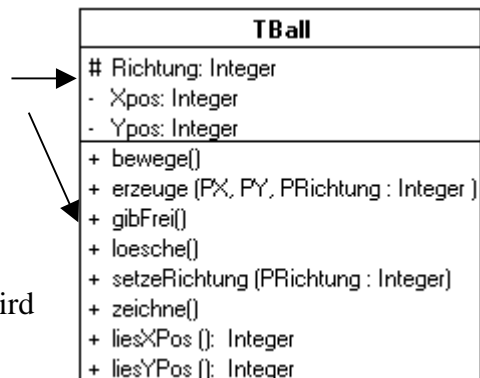 TBall
# Richtung: Integer
- Xpos: Integer
- Ypos: Integer
+ bewege()
+ erzeuge (PX, PY, PRichtung : Integer )
+ gibFrei()
+ loesche()
+ setzeRichtung (PRichtung : Integer)
ird
+ zeichne()
+ liesXPos (): Integer
+ liesYPos (): Integer